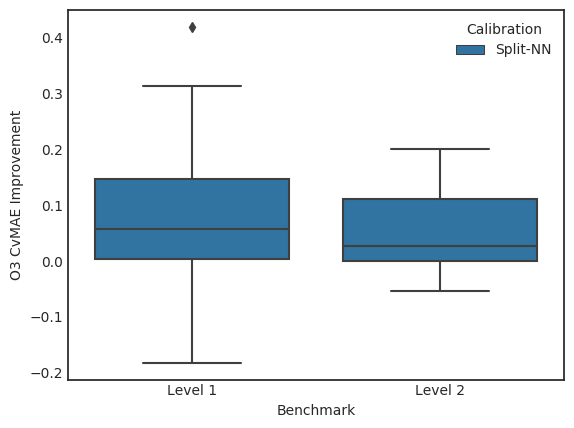 0.4
0.3
0.2
0.1
0.0
−0.1
−0.2
O3 CvMAE Improvement
Calibration
Split-NN
Level 1
Level 2
Benchmark